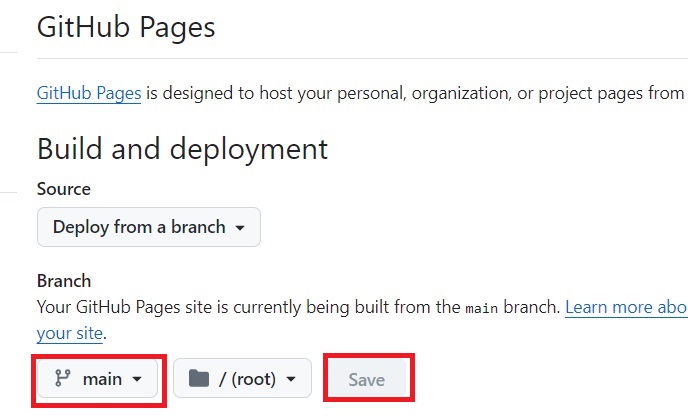 GitHub Pages
GitHub Pages is designed to host your personal, organization, or project pages from
Build and deployment
Source
Deploy from a branch
Branch
Your GitHub Pages site is currently being built from the main branch. Learn more abo
your site.
main / (root) Save